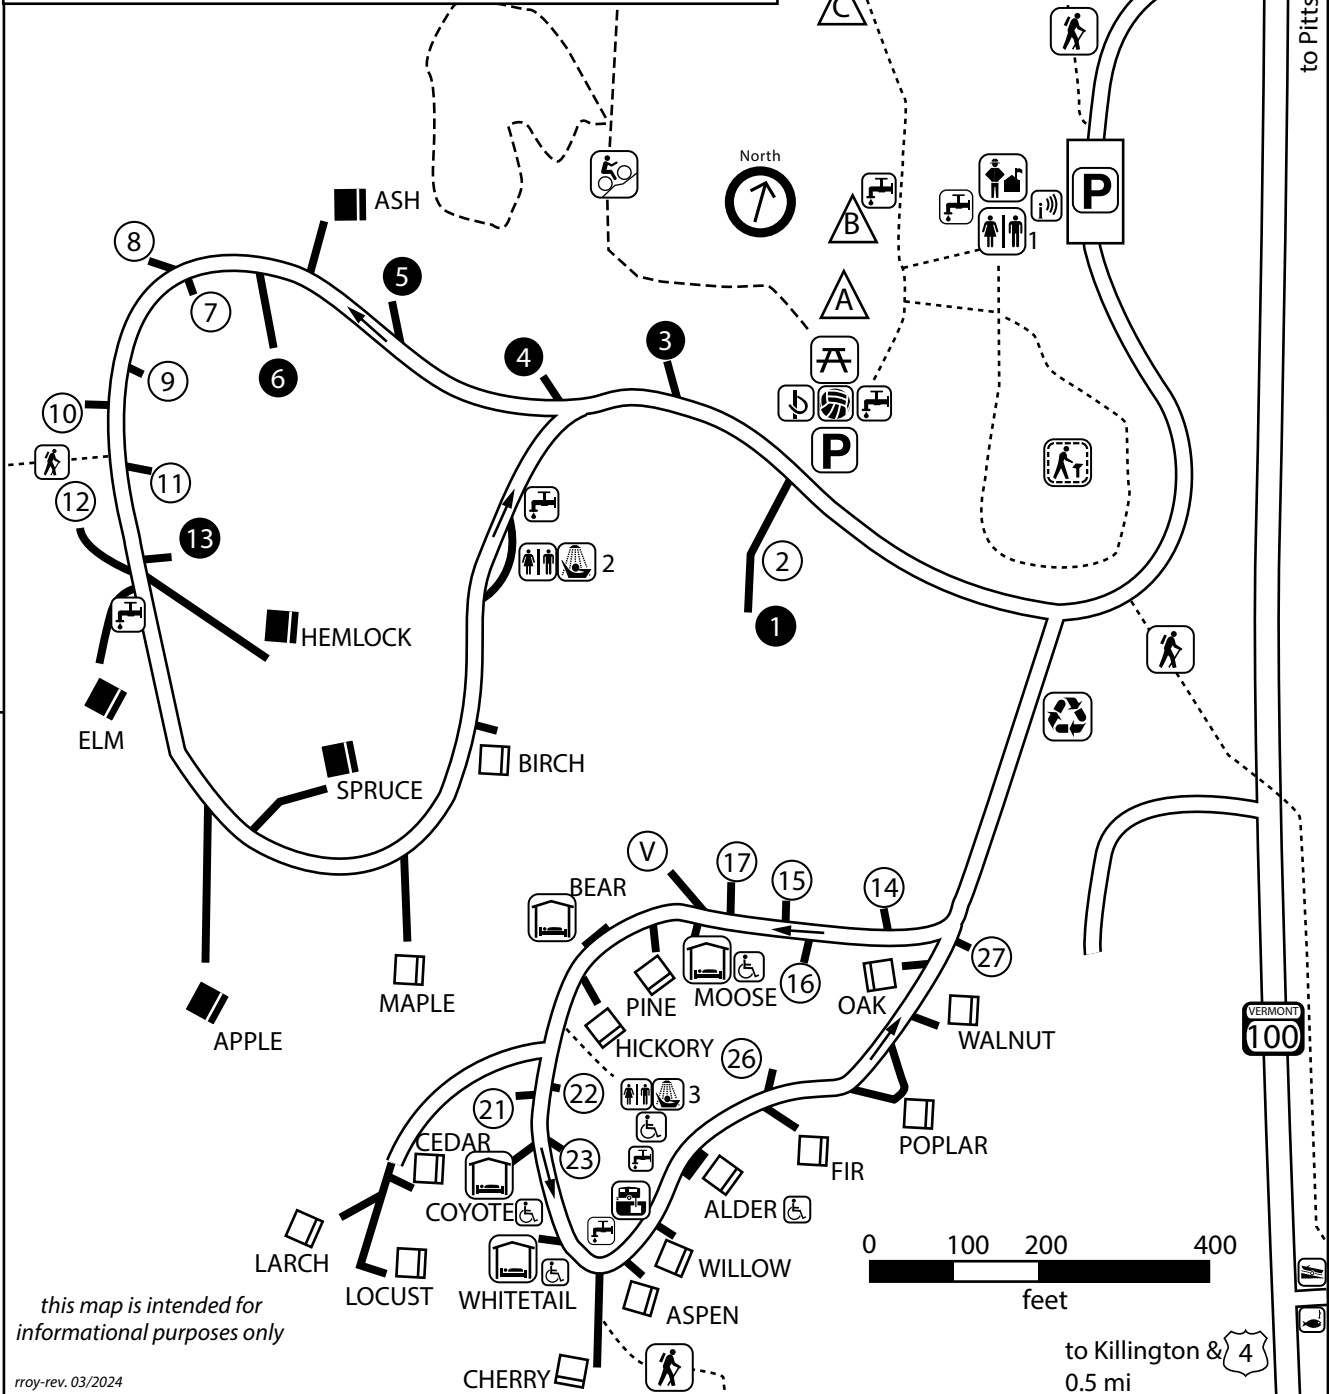 C
to Pitts
North
ASH
P
B
1
8
5
7
A
4
3
6
9
10
P
11
12
13
2
2
1
HEMLOCK
ELM
BIRCH
SPRUCE
V
17
15
14
BEAR
27
MAPLE
PINE
MOOSE
16
OAK
APPLE
HICKORY
WALNUT
VERMONT
100
26
22
3
21
CEDAR
23
POPLAR
FIR
COYOTE
ALDER
LARCH
LOCUST
WHITETAIL
WILLOW
ASPEN
0 100 200 400
feet
this map is intended for
informational purposes only
CHERRY
to Killington & 4
0.5 mi
rroy-rev. 03/2024